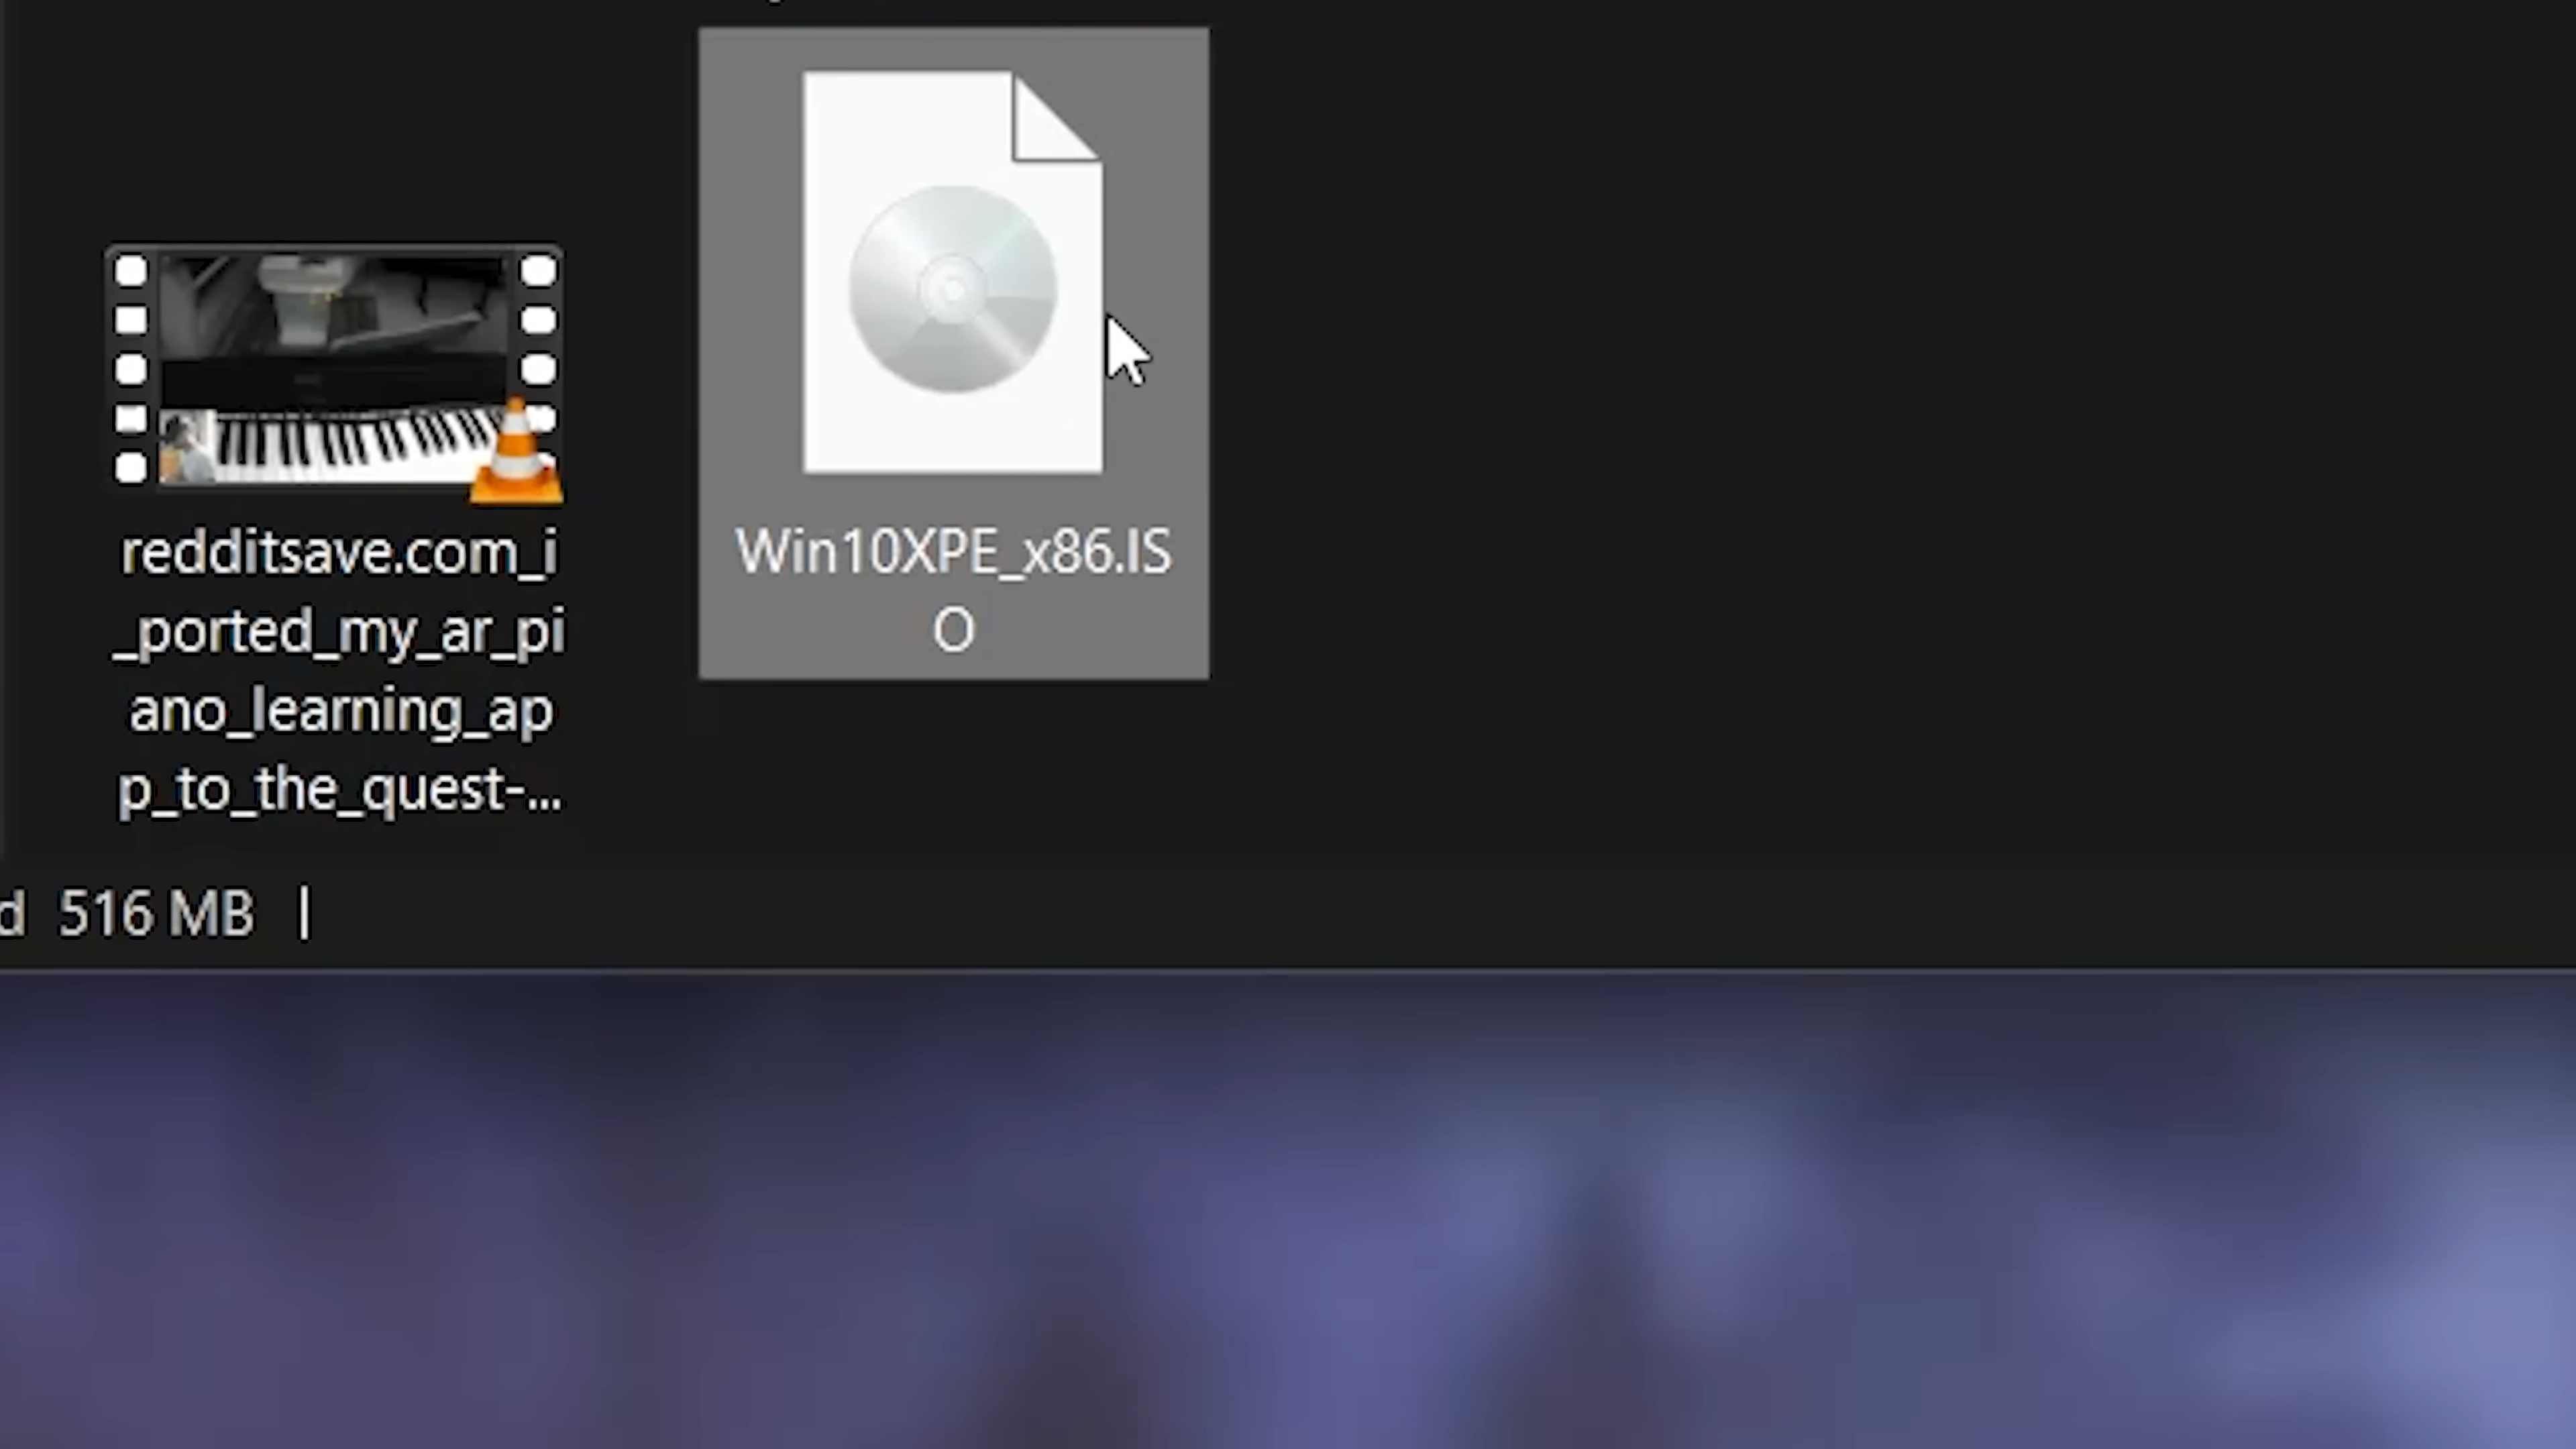 redditsave.com_i
_ported_my_ar_pi
ano_learning_ap
p_to_the_quest-...
Win10XPE_x86.IS
O
d 516 MB |